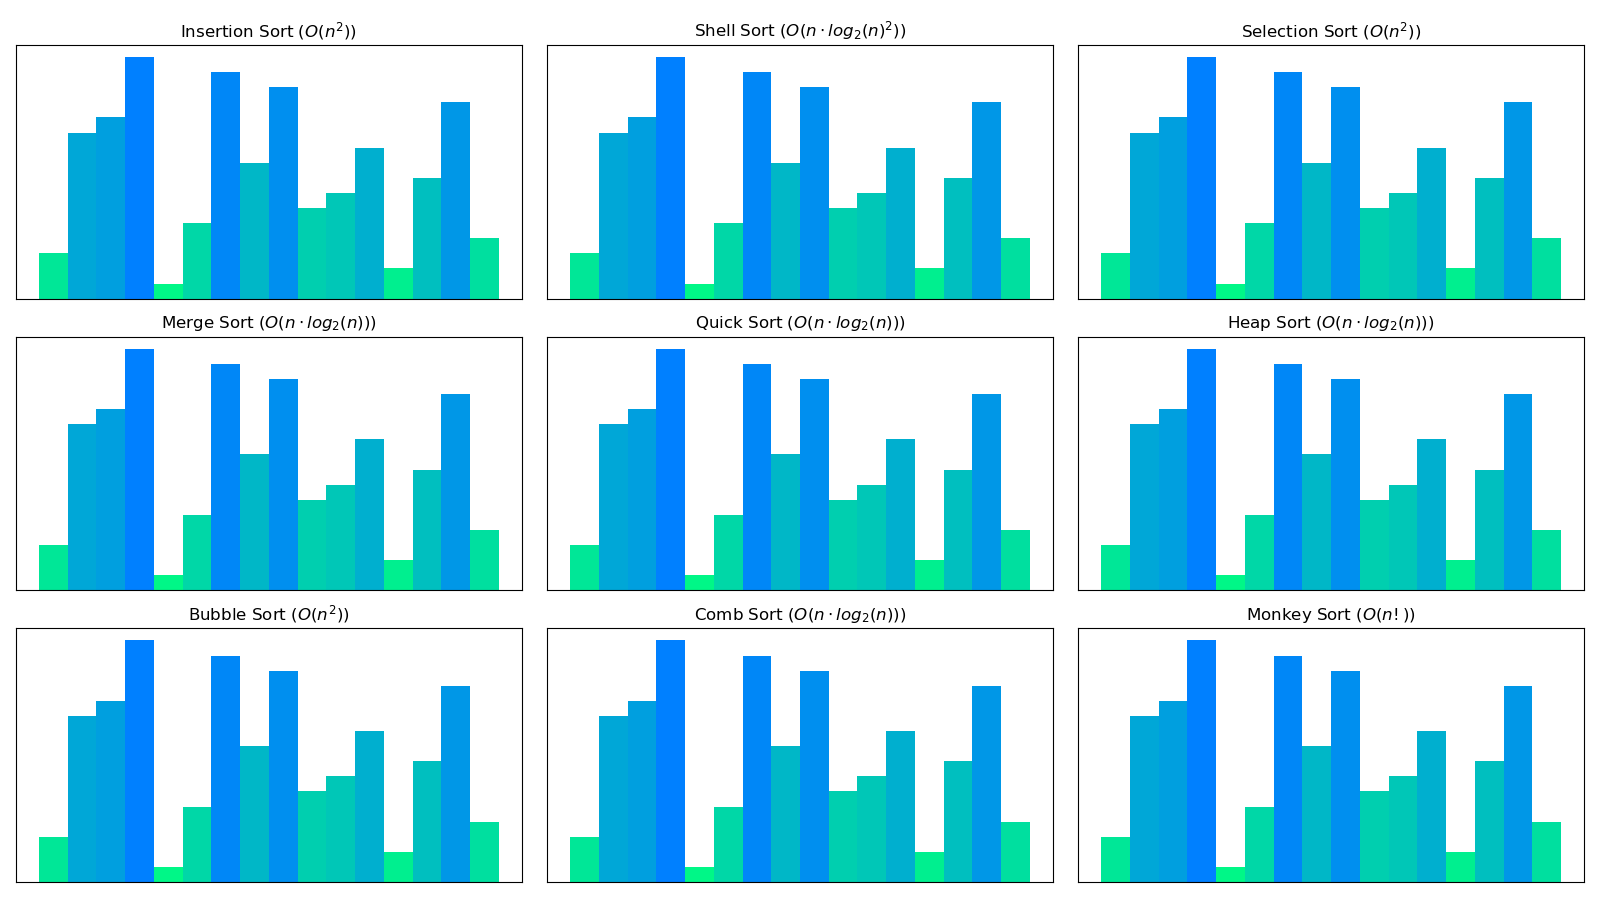 Insertion Sort (O(n²))
Shell Sort (O(n · log₂(n)²))
Selection Sort (O(n²))
Merge Sort (O(n · log₂(n)))
Quick Sort (O(n · log₂(n)))
Heap Sort (O(n · log₂(n)))
Bubble Sort (O(n²))
Comb Sort (O(n · log₂(n)))
Monkey Sort (O(n! ))